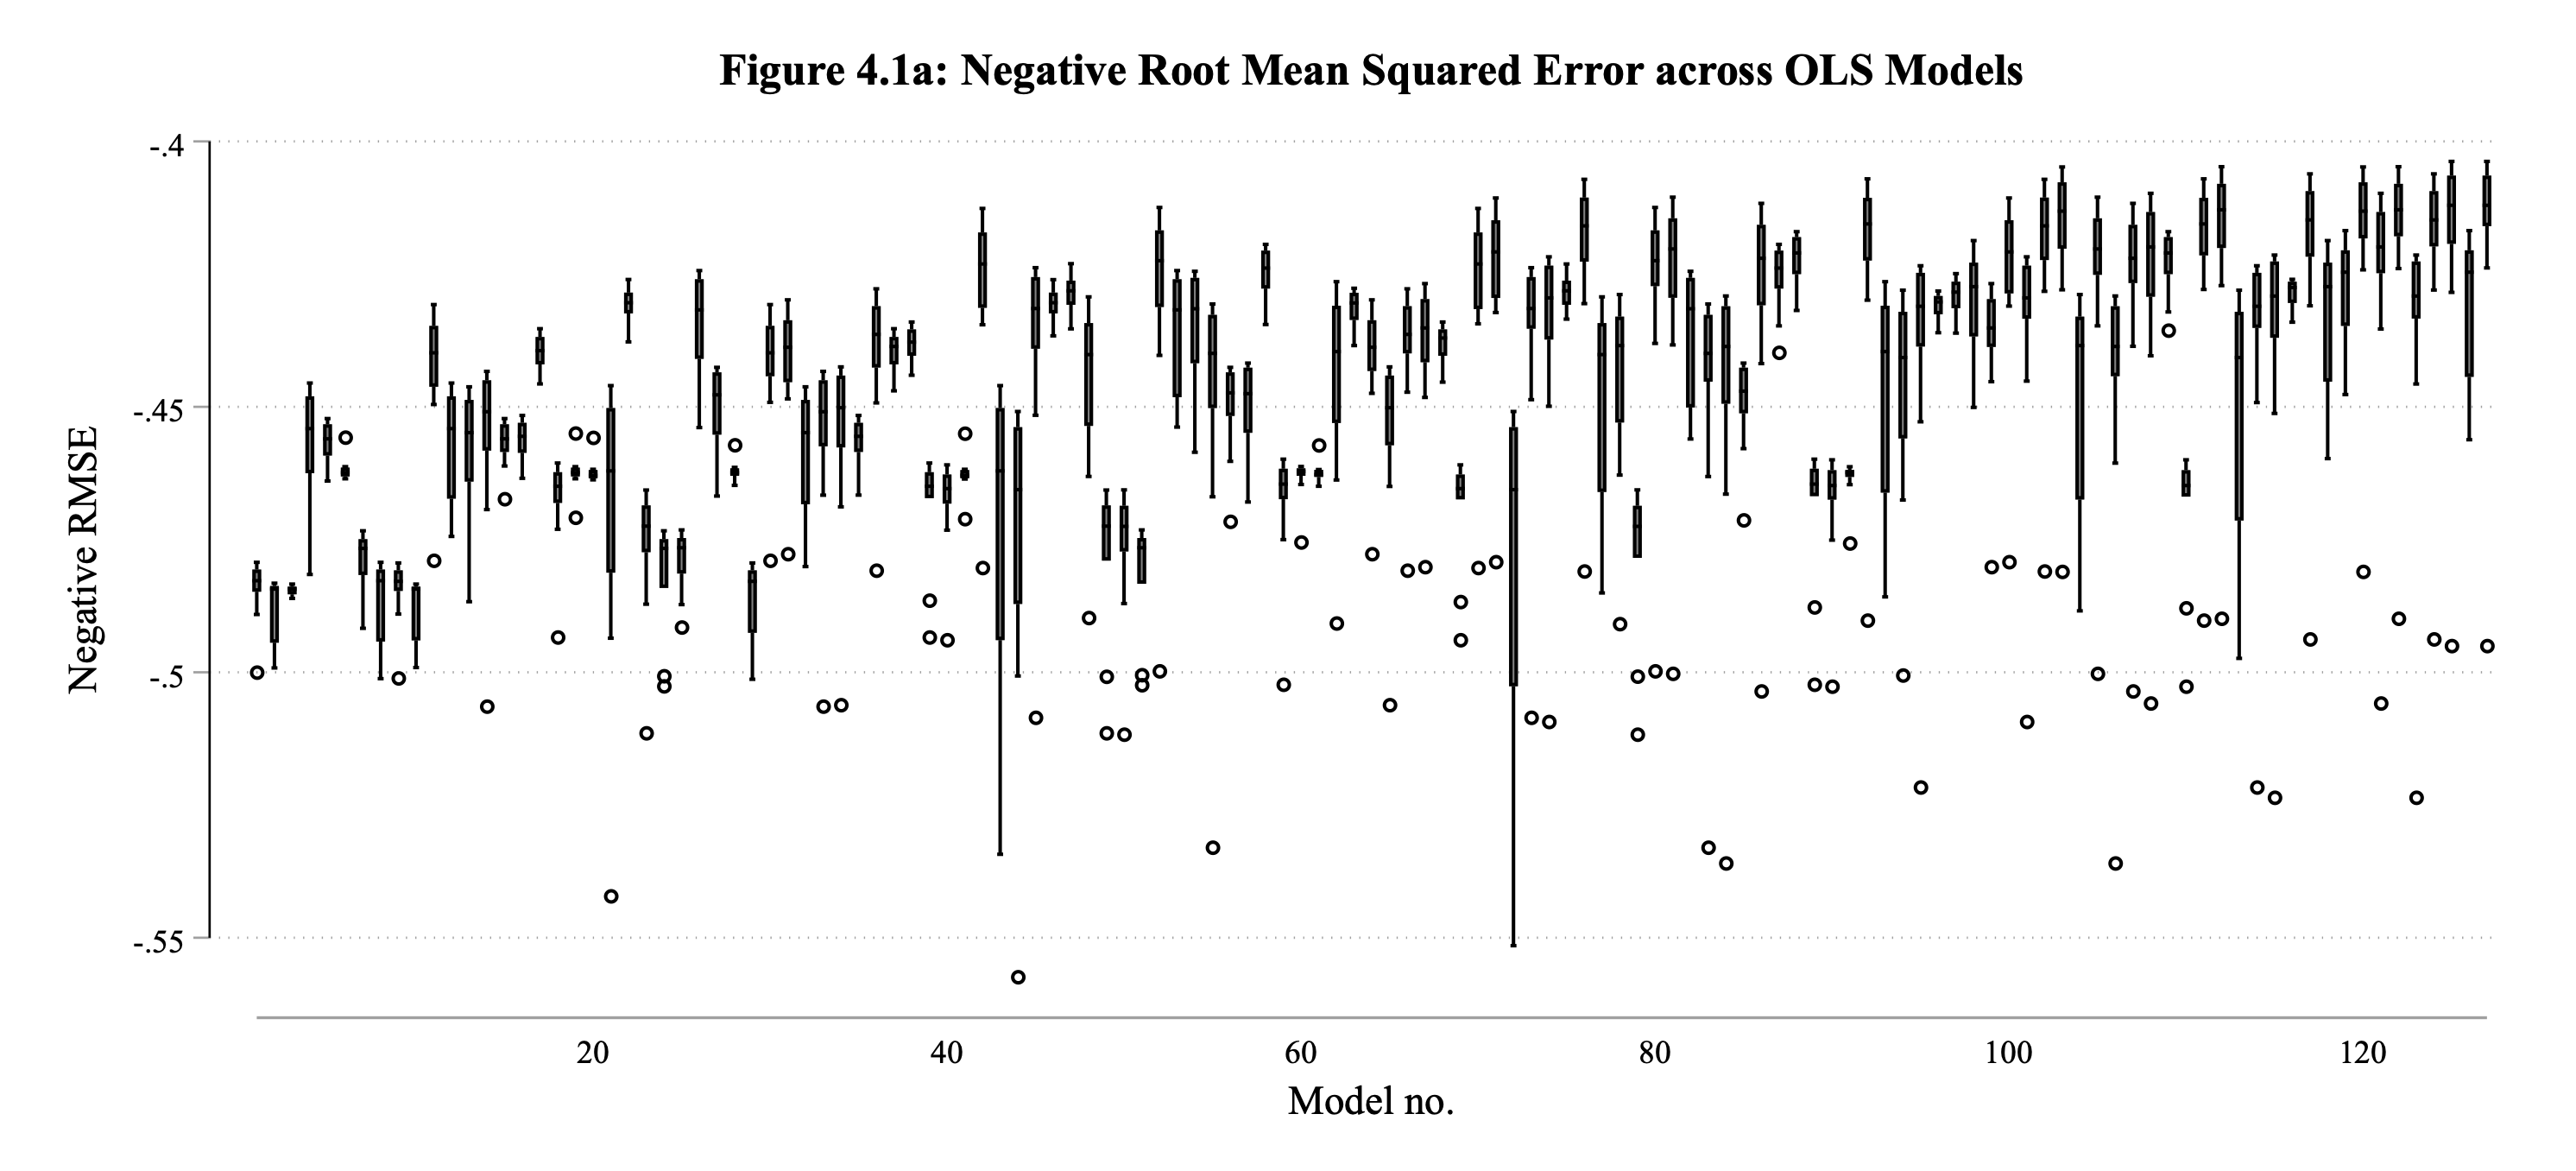 Figure 4.1a: Negative Root Mean Squared Error across OLS Models
-.4
-.45
-.5
-.55
Negative RMSE
20 40 60 80 100 120
Model no.